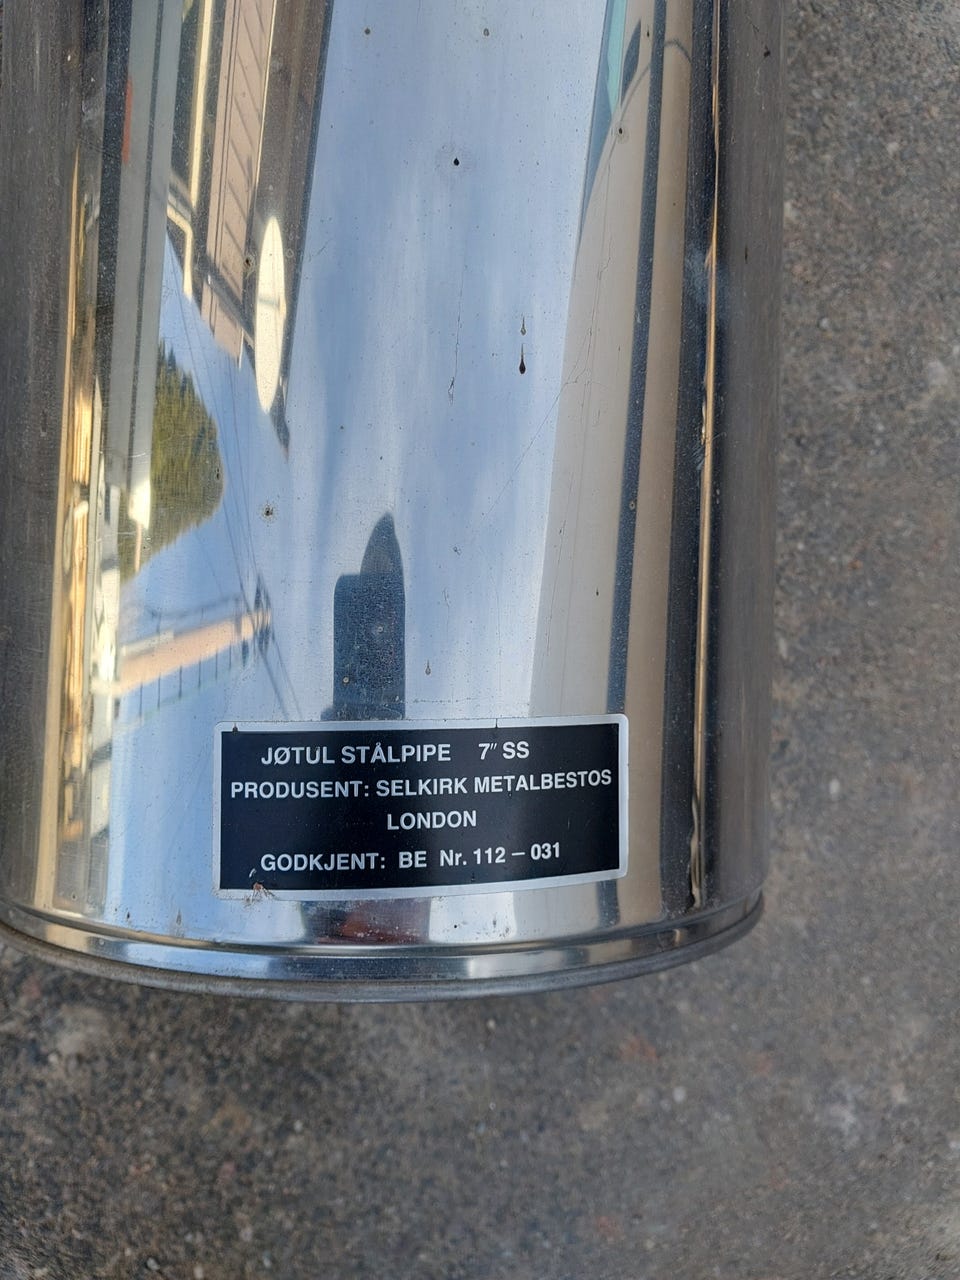 JØTUL STÅLPIPE 7" SS
PRODUSENT: SELKIRK METALBESTOS
LONDON
GODKJENT: BE Nr. 112 – 031